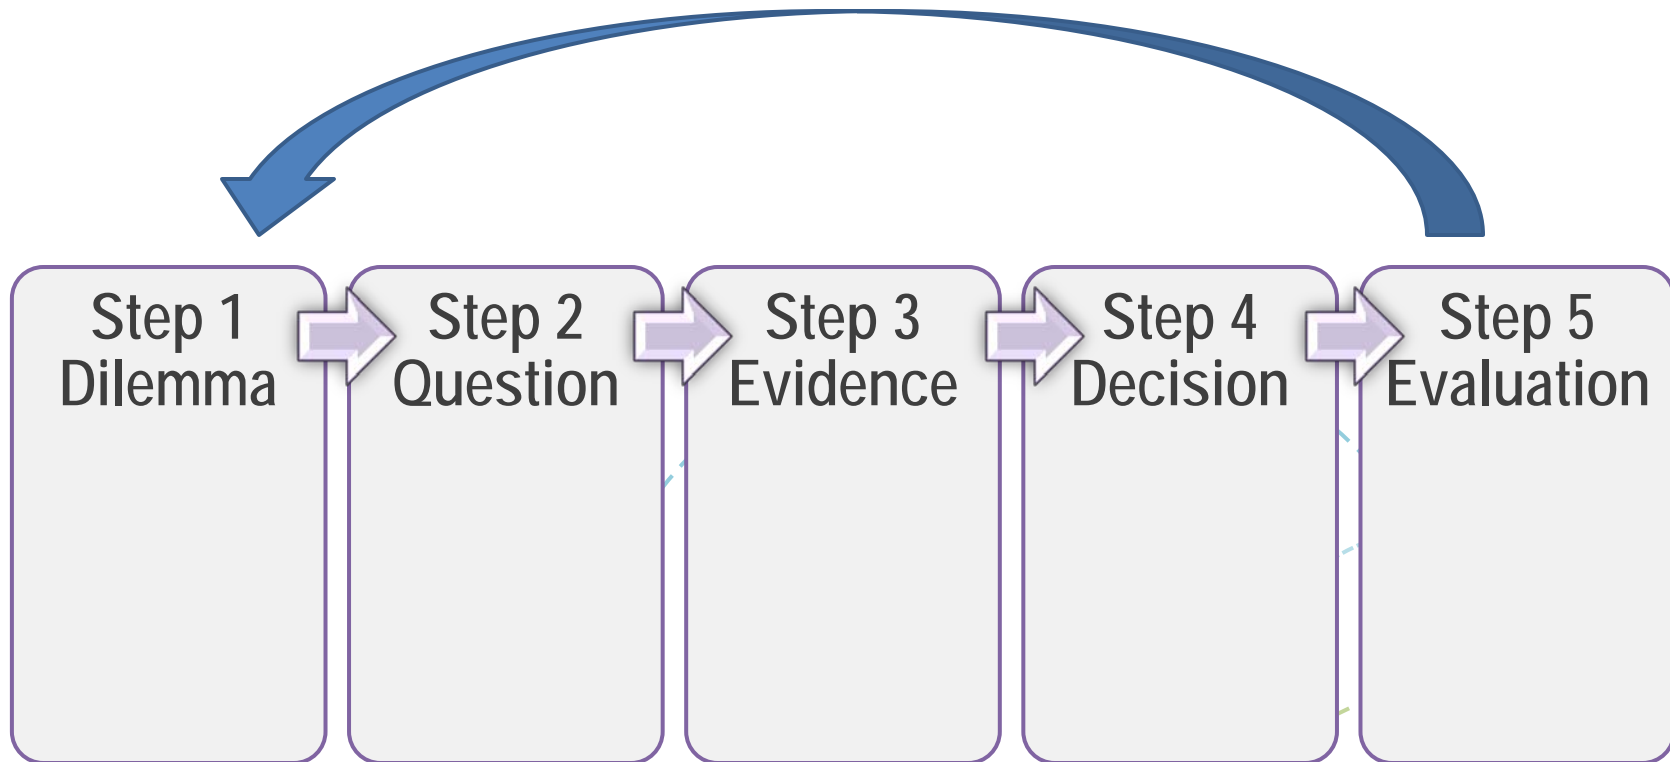 Step 1
Dilemma
Step 2
Question
Step 3
Evidence
Step 4
Decision
Step 5
Evaluation